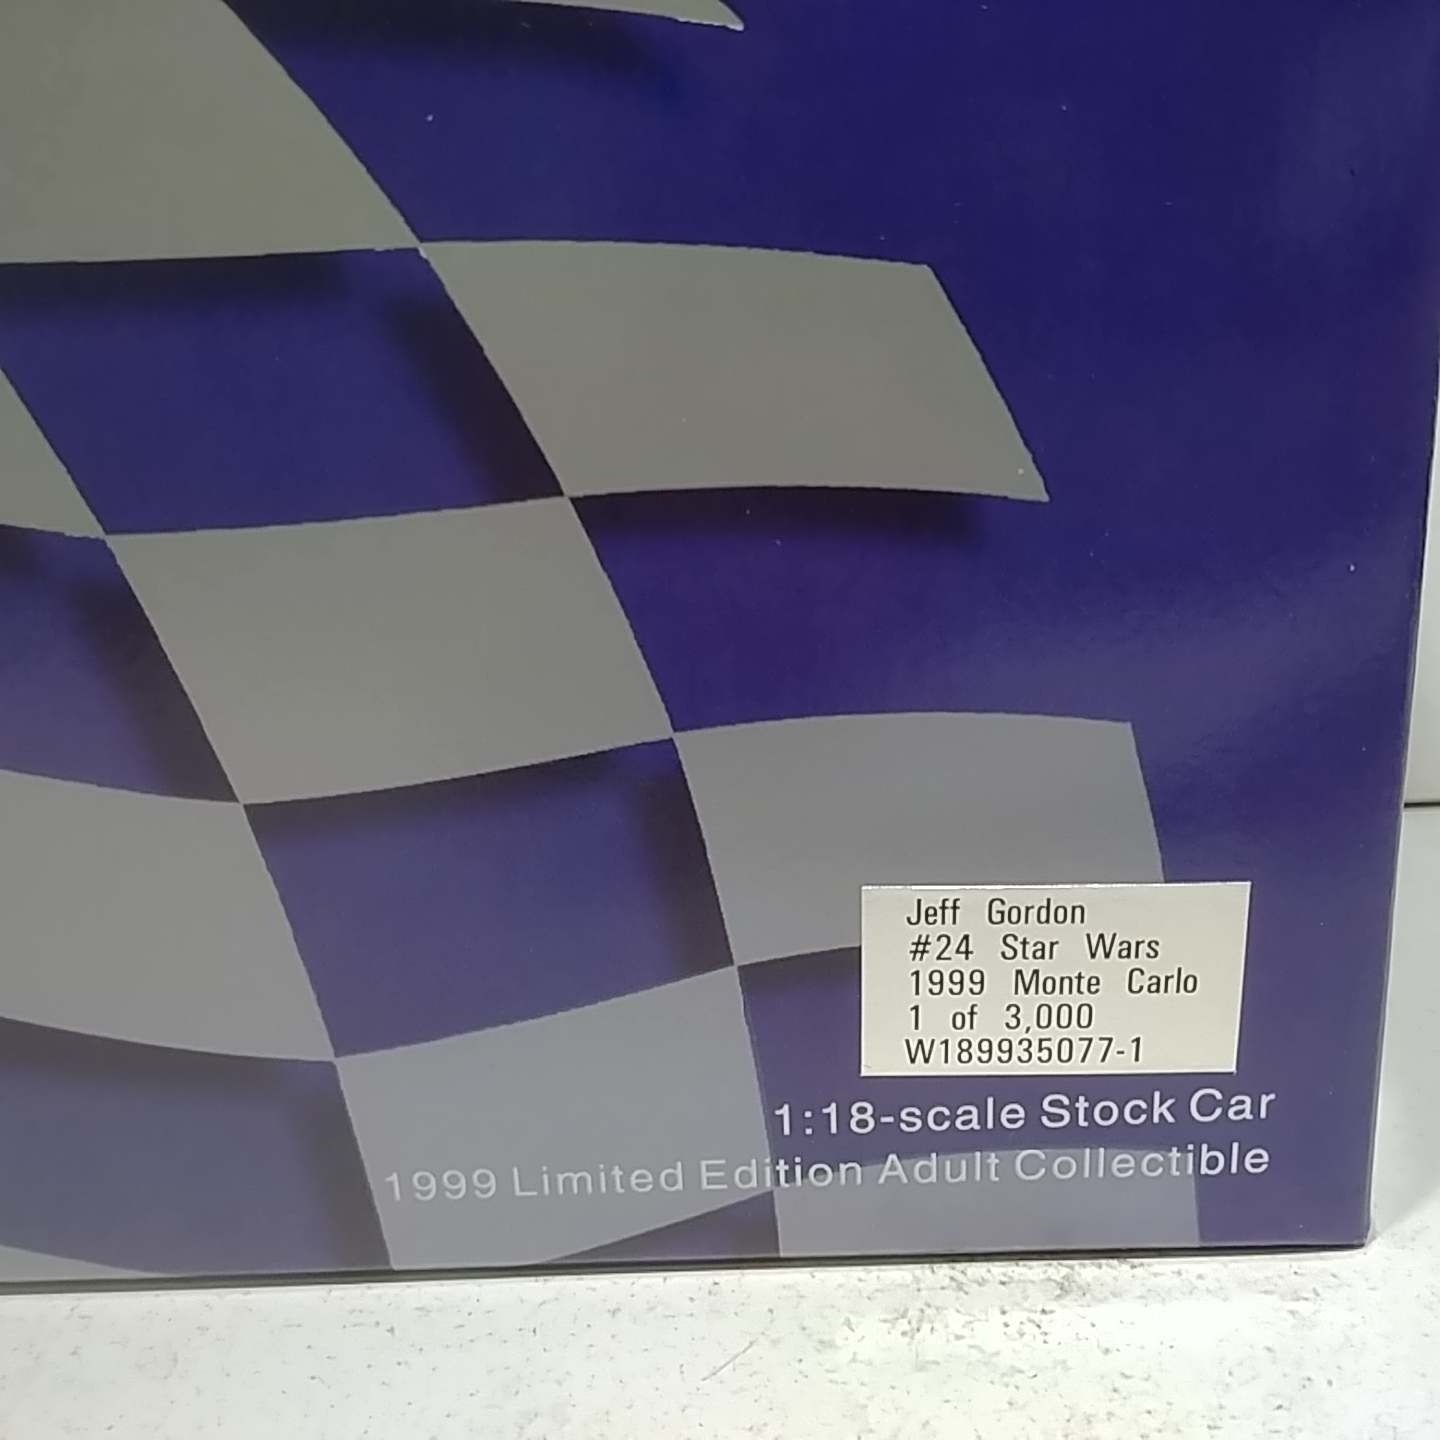 Jeff Gordon
#24 Star Wars
1999 Monte Carlo
1 of 3,000
W189935077-1
1:18-scale Stock Car
1999 Limited Edition Adult Collectible